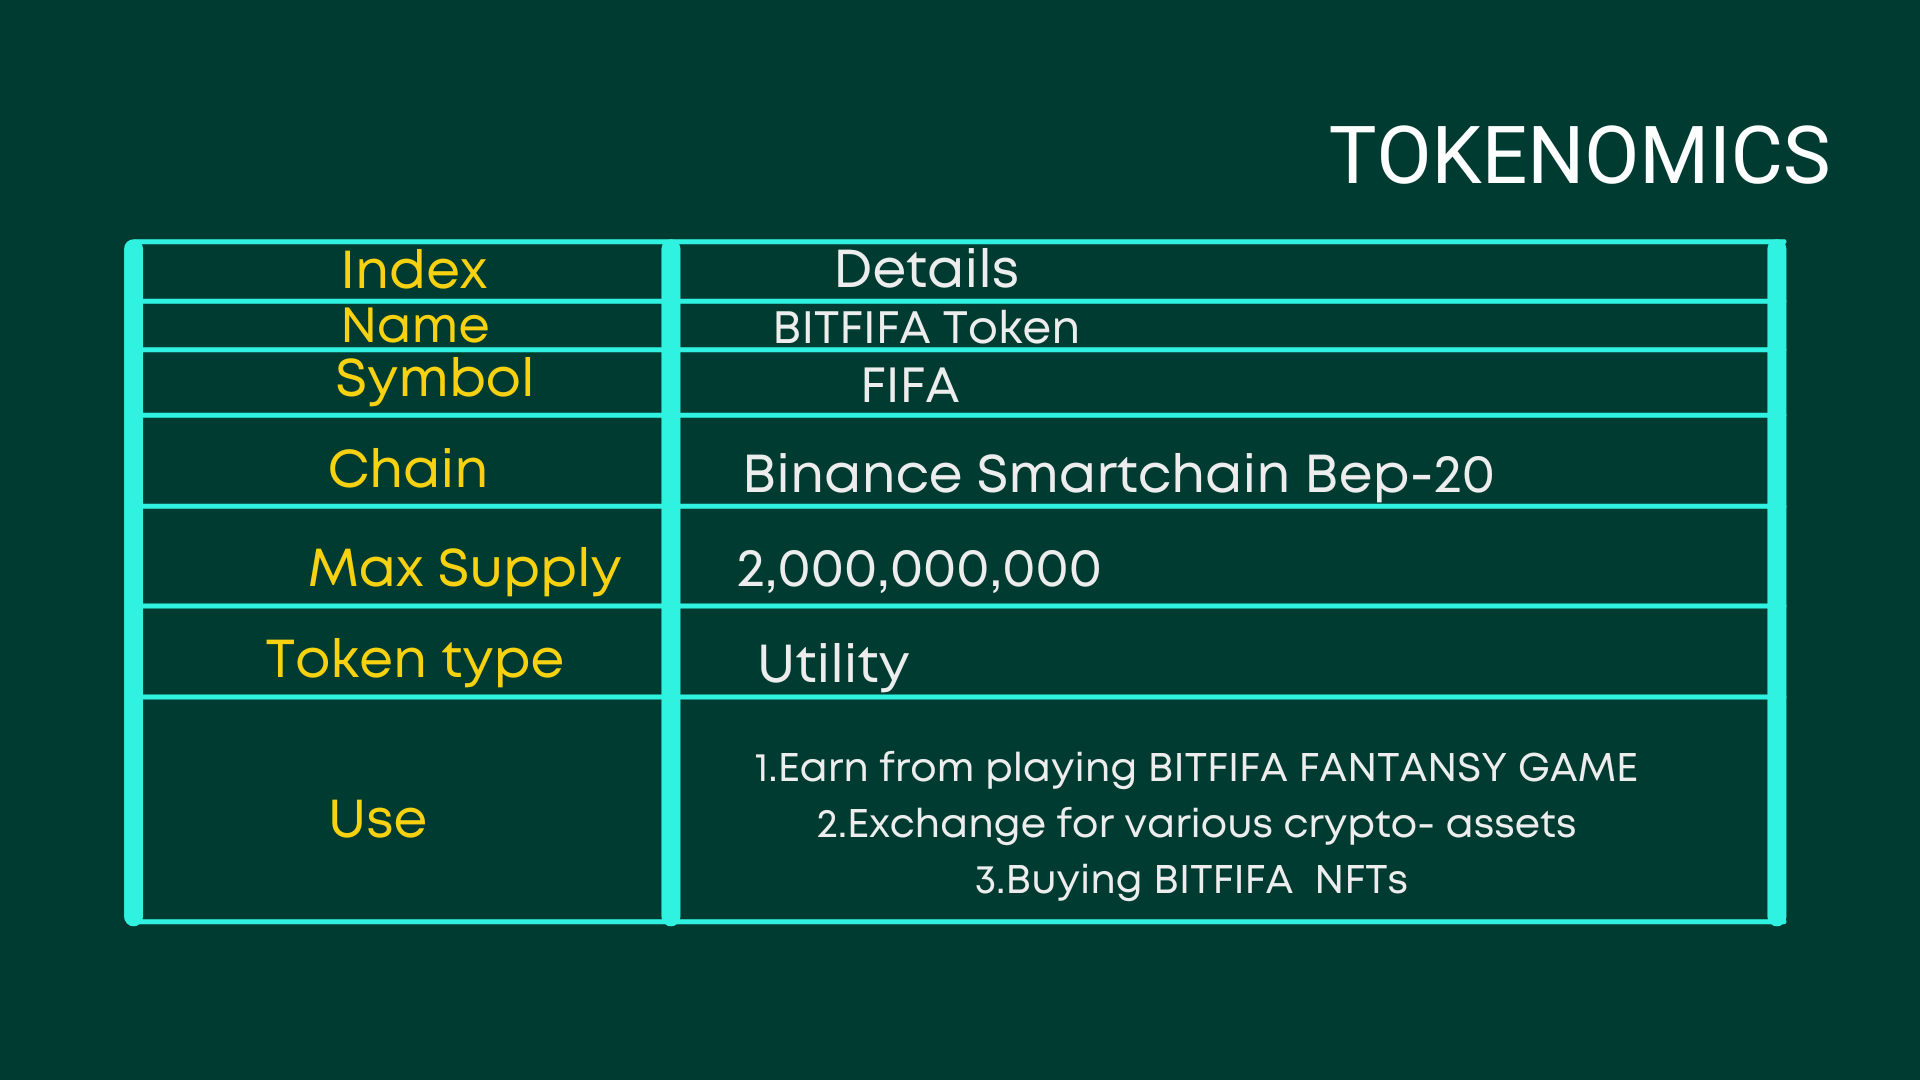 TOKENOMICS
Index Details
Name BITFIFA Token
Symbol FIFA
Chain Binance Smartchain Bep-20
Max Supply 2,000,000,000
Token type Utility
Use
1.Earn from playing BITFIFA FANTANSY GAME
2.Exchange for various crypto- assets
3.Buying BITFIFA NFTs